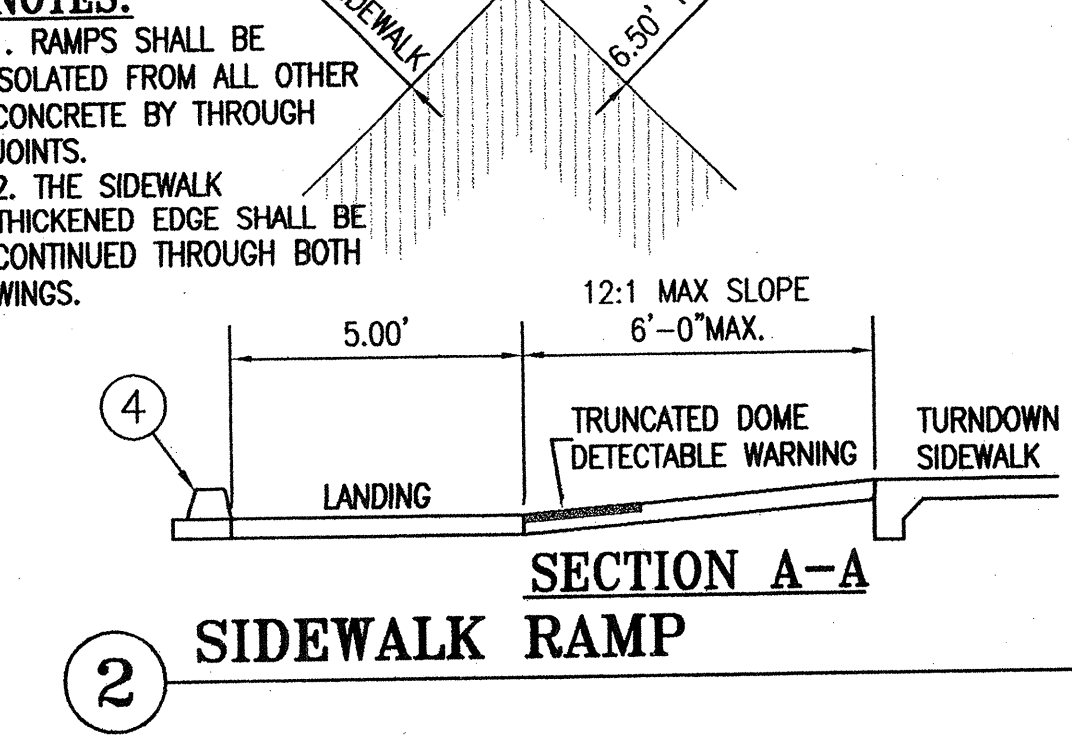 NOTES:
. RAMPS SHALL BE
ISOLATED FROM ALL OTHER
CONCRETE BY THROUGH
JOINTS.
2. THE SIDEWALK
THICKENED EDGE SHALL BE
CONTINUED THROUGH BOTH
WINGS.
SIDEWALK
6.50'
12:1 MAX SLOPE
6'-0"MAX.
5.00'
4
TRUNCATED DOME
DETECTABLE WARNING
TURNDOWN
SIDEWALK
LANDING
SECTION A-A
2
SIDEWALK RAMP